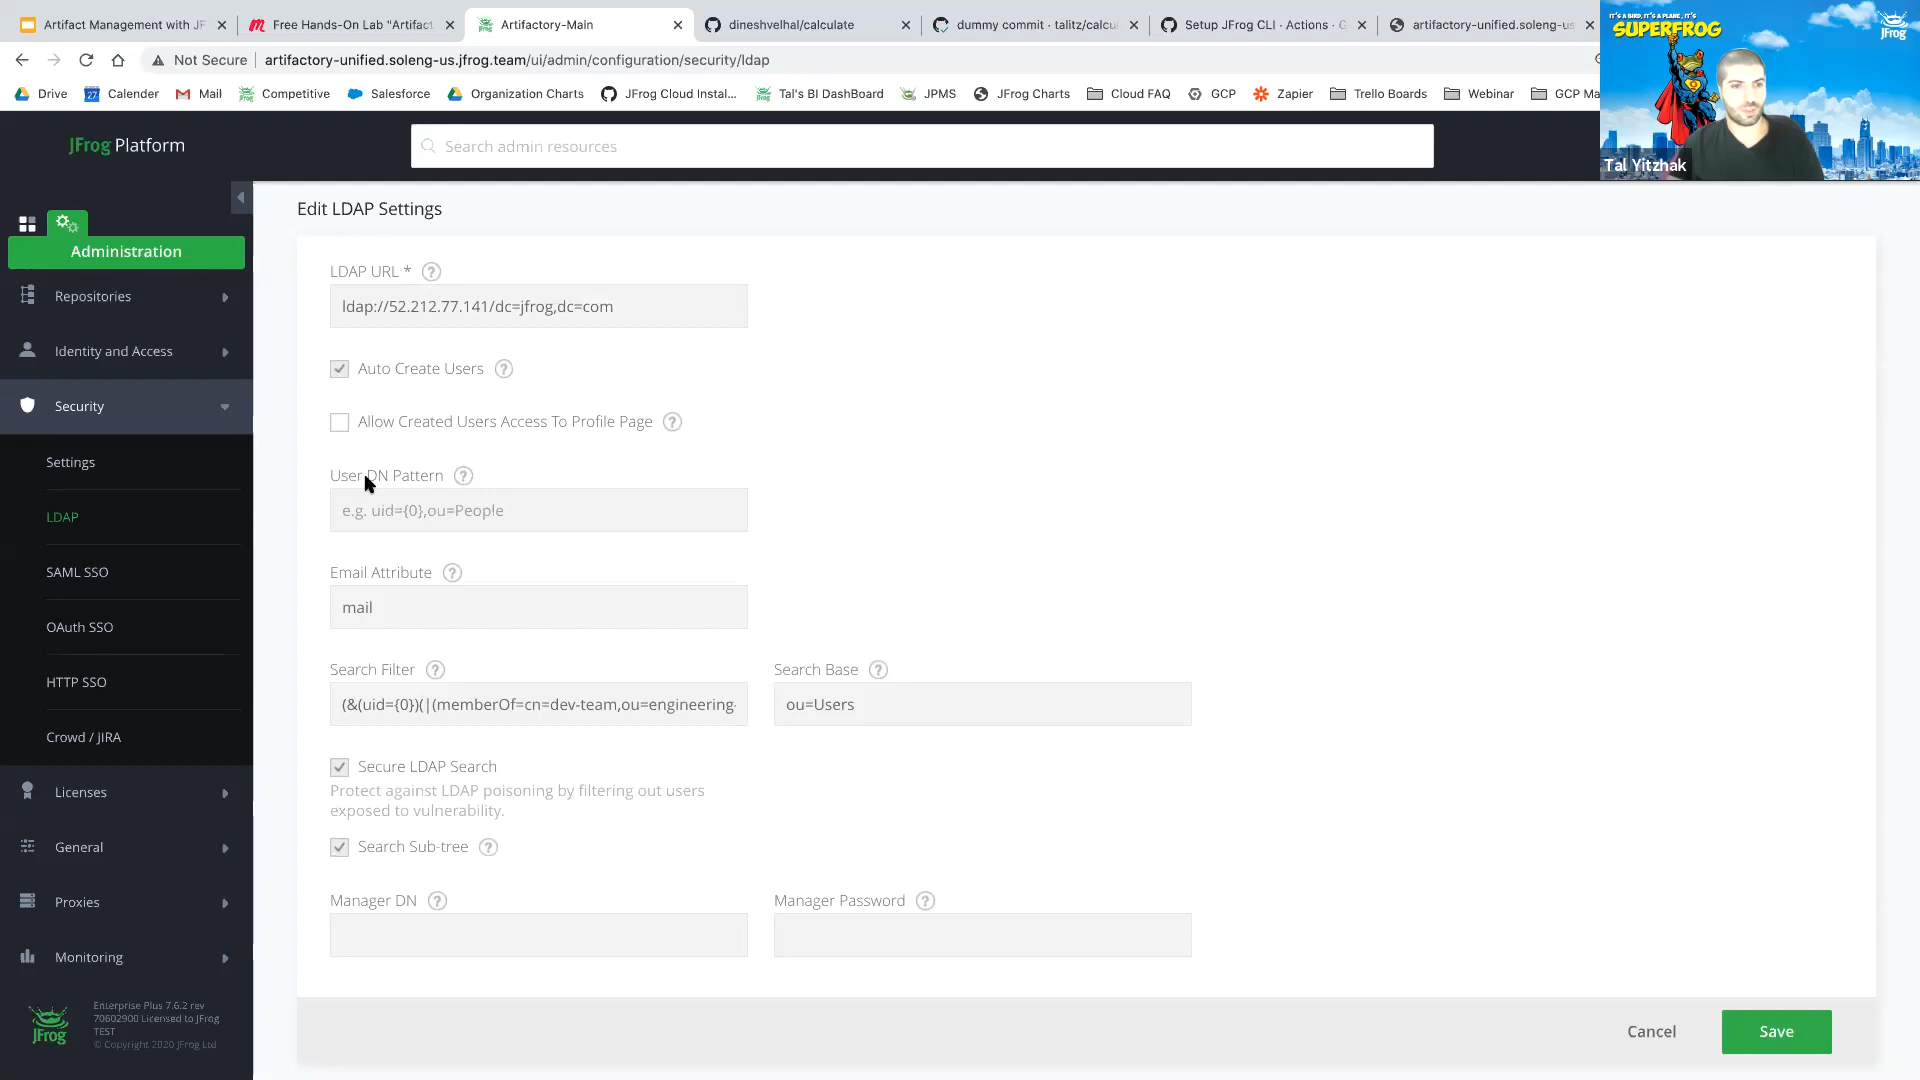 Artifact Management with JF
Free Hands-On Lab "Artifact
Artifactory-Main
dineshvelhal/calculate
dummy commit · talitz/calcul
Setup JFrog CLI - Actions · G
artifactory-unified.soleng-us
Not Secure
artifactory-unified.soleng-us.jfrog.team/ui/admin/configuration/security/ldap
Drive
27
Calender
Mail
Competitive
Salesforce
Organization Charts
JFrog Cloud Instal...
Tal's BI DashBoard
JPMS
JFrog Charts
Cloud FAQ
GCP
Zapier
Trello Boards
Webinar
GCP Ma
IT'S A BIRD, IT'S A PLANE, IT'S
SUPERFROG
JFrog
Tal Yitzhak
JFrog Platform
Search admin resources
Administration
Repositories
Identity and Access
Security
Settings
LDAP
SAML SSO
OAuth SSO
HTTP SSO
Crowd / JIRA
Licenses
General
Proxies
Monitoring
JFrog
Enterprise Plus 7.6.2 rev
70602900 Licensed to JFrog
TEST
© Copyright 2020 JFrog Ltd
Edit LDAP Settings
LDAP URL * ?
ldap://52.212.77.141/dc=jfrog,dc=com
Auto Create Users ?
Allow Created Users Access To Profile Page ?
User DN Pattern ?
e.g. uid={0},ou=People
Email Attribute ?
mail
Search Filter ?
(&(uid={0})(|(memberOf=cn=dev-team,ou=engineering-
Search Base ?
ou=Users
Secure LDAP Search
Protect against LDAP poisoning by filtering out users
exposed to vulnerability.
Search Sub-tree ?
Manager DN ?
Manager Password ?
Cancel
Save